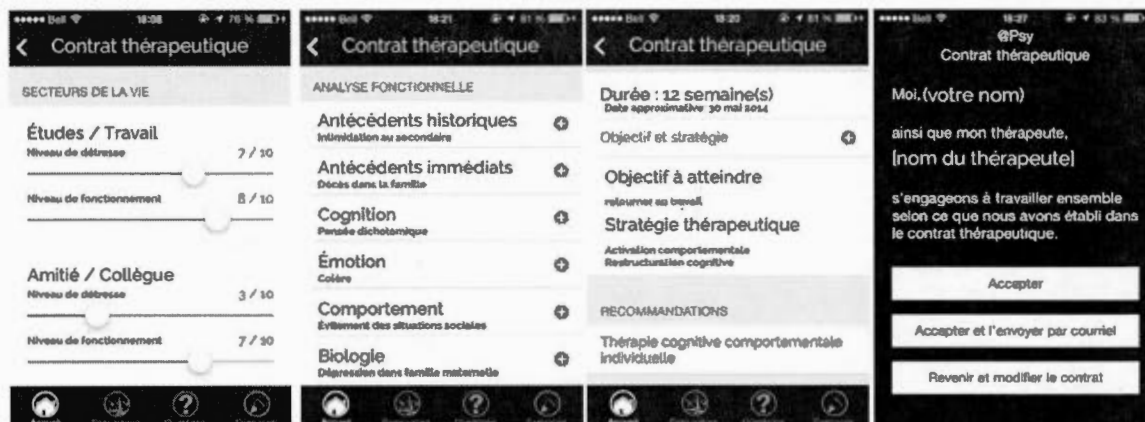 Bell 18:08 76 %
Contrat thérapeutique
SECTEURS DE LA VIE
Études / Travail
Niveau de détresse 7 / 10
Niveau de fonctionnement 8 / 10
Amitié / Collègue
Niveau de détresse 3 / 10
Niveau de fonctionnement 7 / 10
Accueil
Bell 18:21 81 %
Contrat thérapeutique
ANALYSE FONCTIONNELLE
Antécédents historiques
Intimidation au secondaire
Antécédents immédiats
Décès dans la famille
Cognition
Pensée dichotomique
Émotion
Colère
Comportement
Évitement des situations sociales
Biologie
Dépression dans famille maternelle
Bell 18:20 81 %
Contrat thérapeutique
Durée : 12 semaine(s)
Date approximative 30 mai 2014
Objectif et stratégie
Objectif à atteindre
retourner au travail
Stratégie thérapeutique
Activation comportementale
Restructuration cognitive
RECOMMANDATIONS
Thérapie cognitive comportementale
individuelle
Bell 18:27 83 %
@Psy
Contrat thérapeutique
Moi, (votre nom)
ainsi que mon thérapeute,
[nom du thérapeute]
s'engageons à travailler ensemble
selon ce que nous avons établi dans
le contrat thérapeutique.
Accepter
Accepter et l'envoyer par courriel
Revenir et modifier le contrat